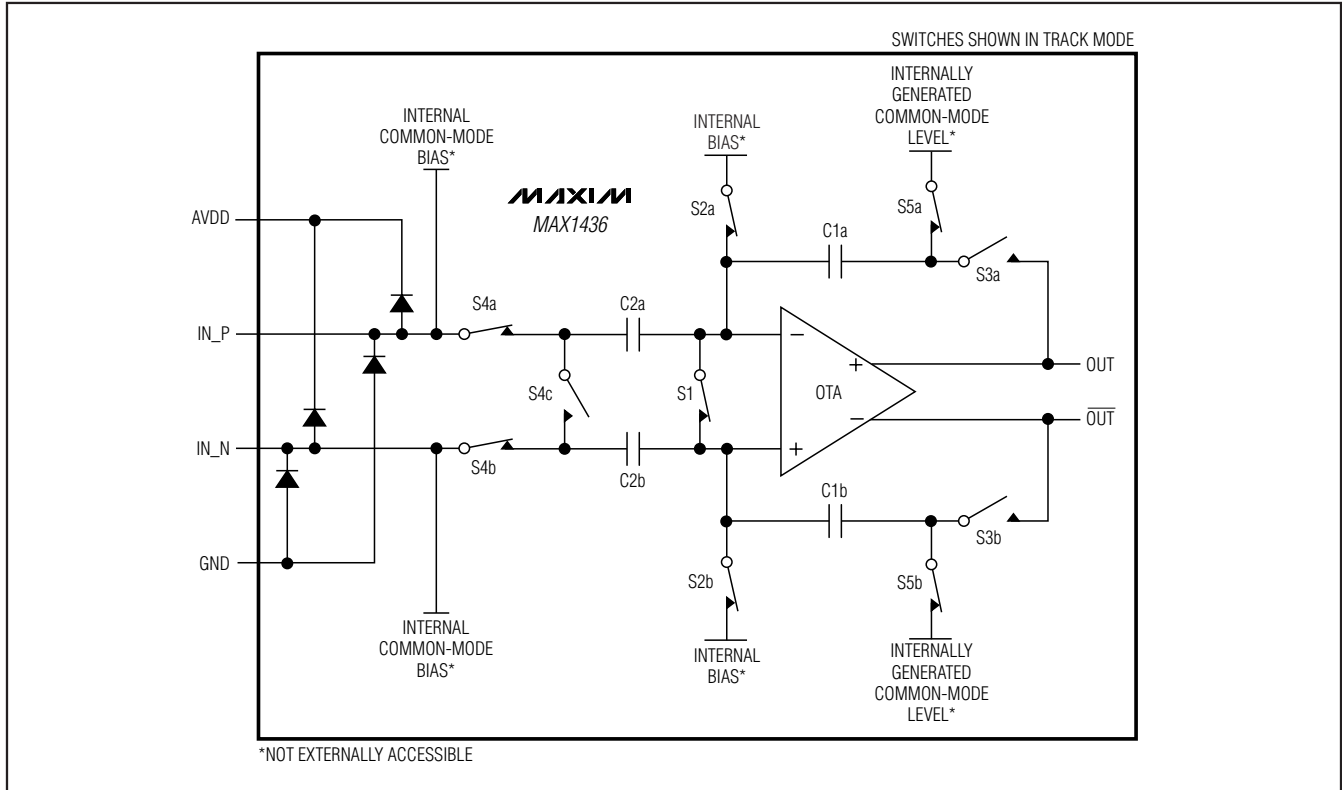 SWITCHES SHOWN IN TRACK MODE
INTERNAL
COMMON-MODE
BIAS*
INTERNAL
BIAS*
INTERNALLY
GENERATED
COMMON-MODE
LEVEL*
MAXIM
MAX1436
AVDD
S2a
S5a
C1a
S3a
S4a
C2a
IN_P
−
+
OUT
S4c
S1
OTA
−
OUT
IN_N
S4b
C2b
+
C1b
S3b
GND
S2b
S5b
INTERNAL
COMMON-MODE
BIAS*
INTERNAL
BIAS*
INTERNALLY
GENERATED
COMMON-MODE
LEVEL*
*NOT EXTERNALLY ACCESSIBLE